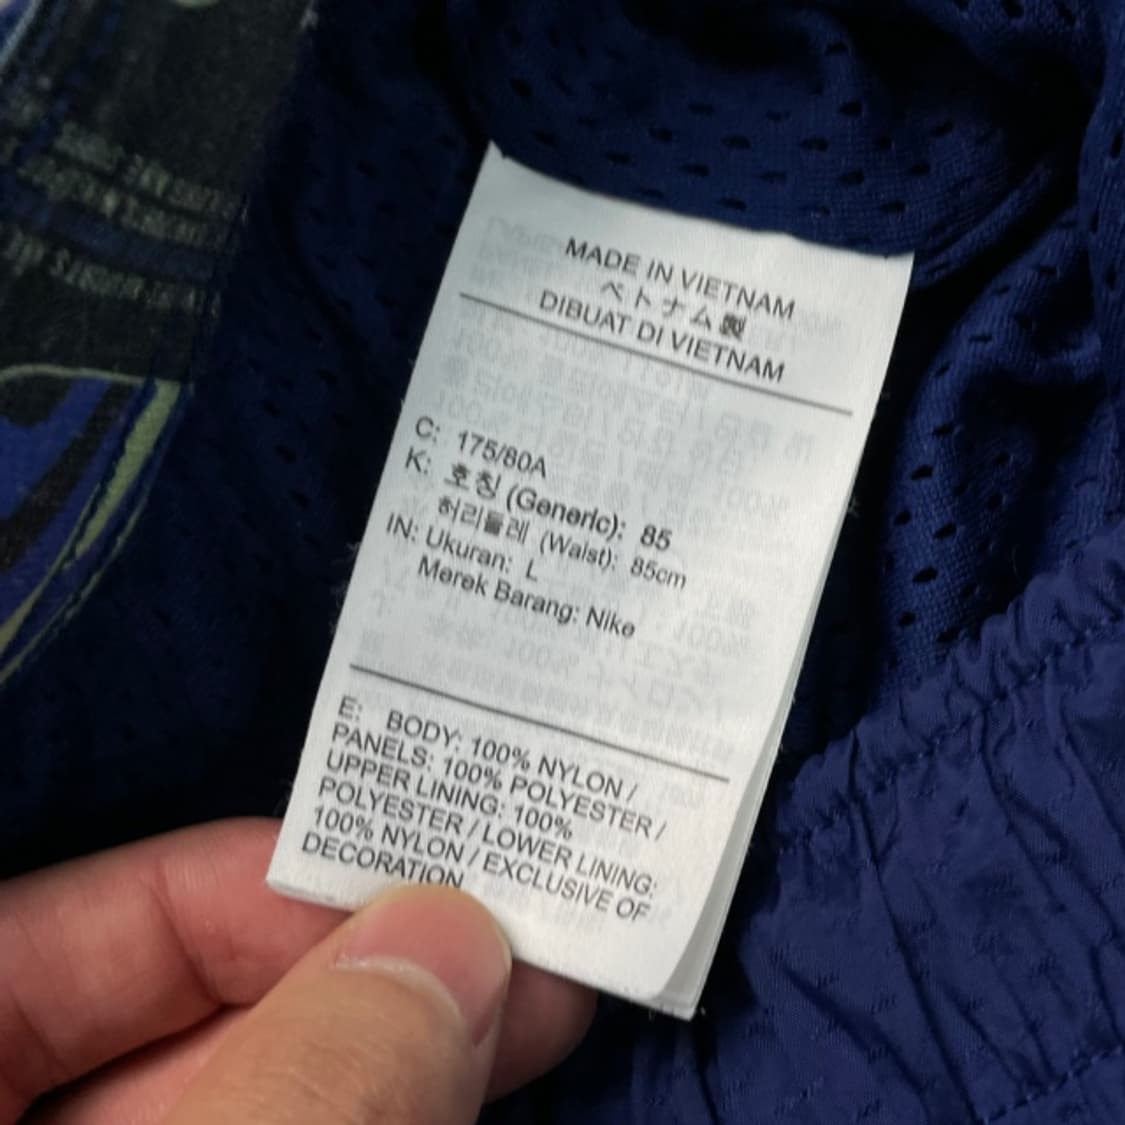 MADE IN VIETNAM
ベトナム製
DIBUAT DI VIETNAM
C: 175/80A
K: 호칭 (Generic): 85
허리둘레 (Waist): 85cm
IN: Ukuran: L
Merek Barang: Nike
E: BODY: 100% NYLON /
PANELS: 100% POLYESTER /
UPPER LINING: 100%
POLYESTER / LOWER LINING:
100% NYLON / EXCLUSIVE OF
DECORATION